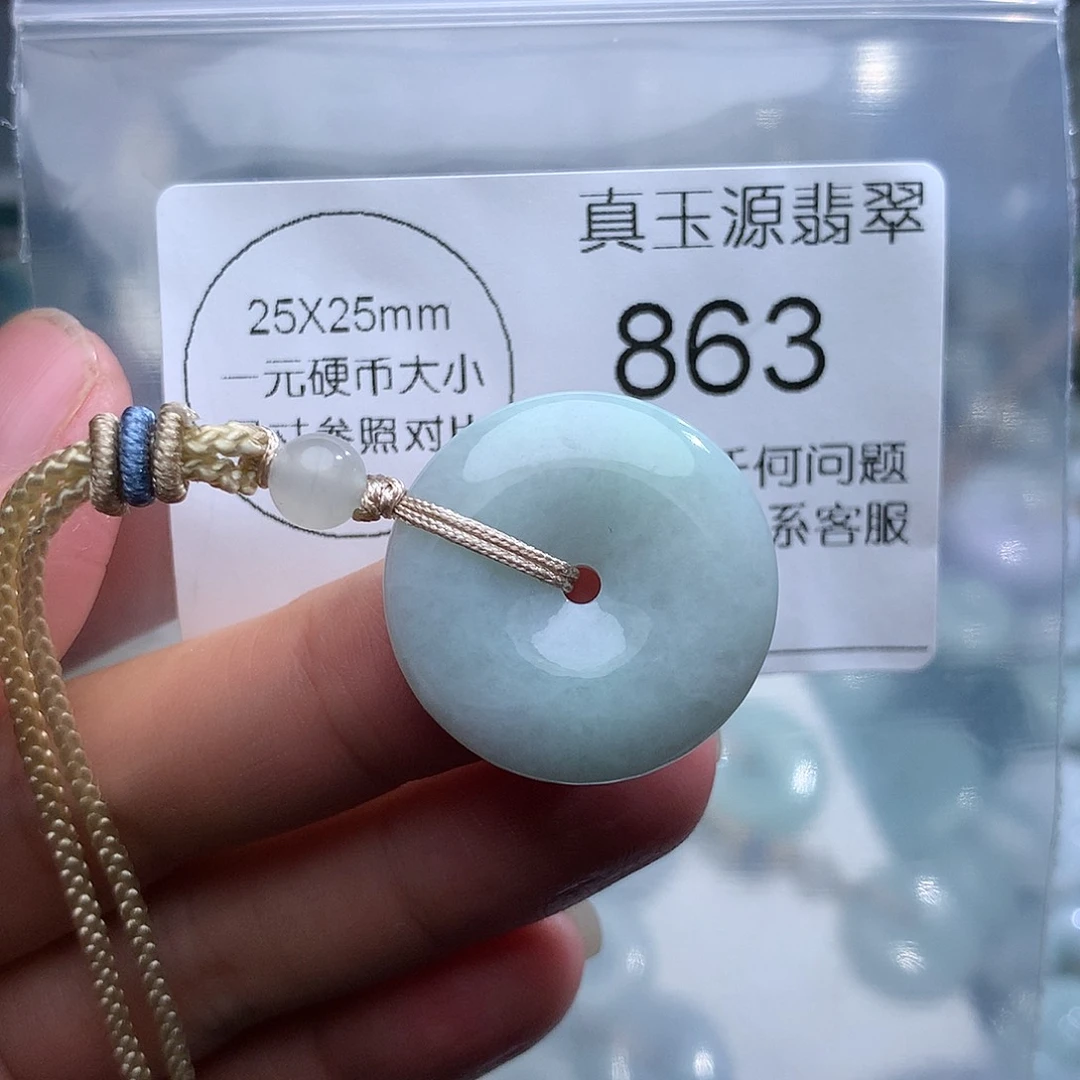 真玉源翡翠
863
25X25mm
一元硬币大小
参照对
何问题
系客服